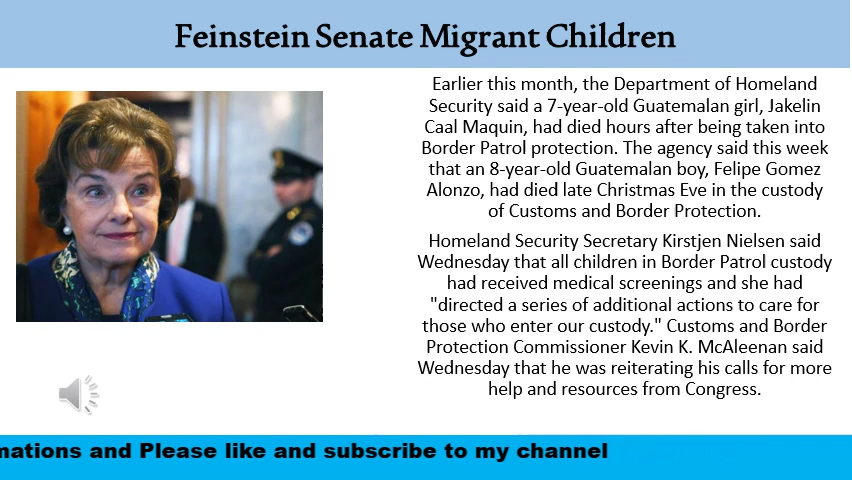 Feinstein Senate Migrant Children
Earlier this month, the Department of Homeland
Security said a 7-year-old Guatemalan girl, Jakelin
Caal Maquin, had died hours after being taken into
Border Patrol protection. The agency said this week
that an 8-year-old Guatemalan boy, Felipe Gomez
Alonzo, had died late Christmas Eve in the custody
of Customs and Border Protection.
Homeland Security Secretary Kirstjen Nielsen said
Wednesday that all children in Border Patrol custody
had received medical screenings and she had
"directed a series of additional actions to care for
those who enter our custody." Customs and Border
Protection Commissioner Kevin K. McAleenan said
Wednesday that he was reiterating his calls for more
help and resources from Congress.
and Please like and subscribe to my channel